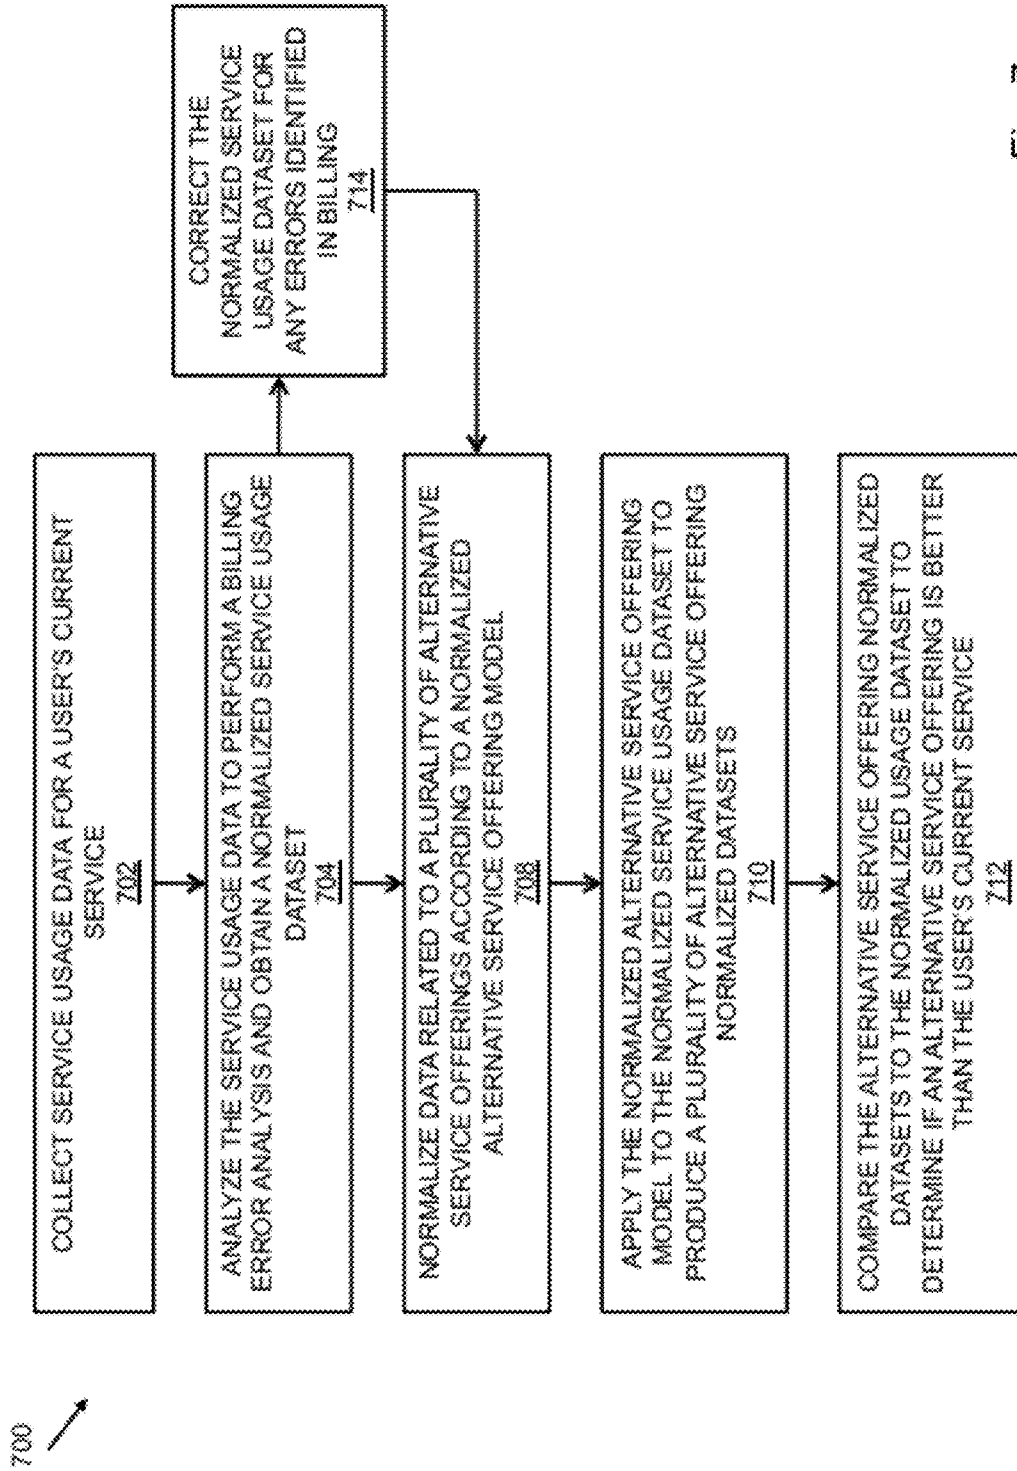 700
COLLECT SERVICE USAGE DATA FOR A USER'S CURRENT
SERVICE
702
ANALYZE THE SERVICE USAGE DATA TO PERFORM A BILLING
ERROR ANALYSIS AND OBTAIN A NORMALIZED SERVICE USAGE
DATASET
704
CORRECT THE
NORMALIZED SERVICE
USAGE DATASET FOR
ANY ERRORS IDENTIFIED
IN BILLING
714
NORMALIZE DATA RELATED TO A PLURALITY OF ALTERNATIVE
SERVICE OFFERINGS ACCORDING TO A NORMALIZED
ALTERNATIVE SERVICE OFFERING MODEL
708
APPLY THE NORMALIZED ALTERNATIVE SERVICE OFFERING
MODEL TO THE NORMALIZED SERVICE USAGE DATASET TO
PRODUCE A PLURALITY OF ALTERNATIVE SERVICE OFFERING
NORMALIZED DATASETS
710
COMPARE THE ALTERNATIVE SERVICE OFFERING NORMALIZED
DATASETS TO THE NORMALIZED USAGE DATASET TO
DETERMINE IF AN ALTERNATIVE SERVICE OFFERING IS BETTER
THAN THE USER'S CURRENT SERVICE
712